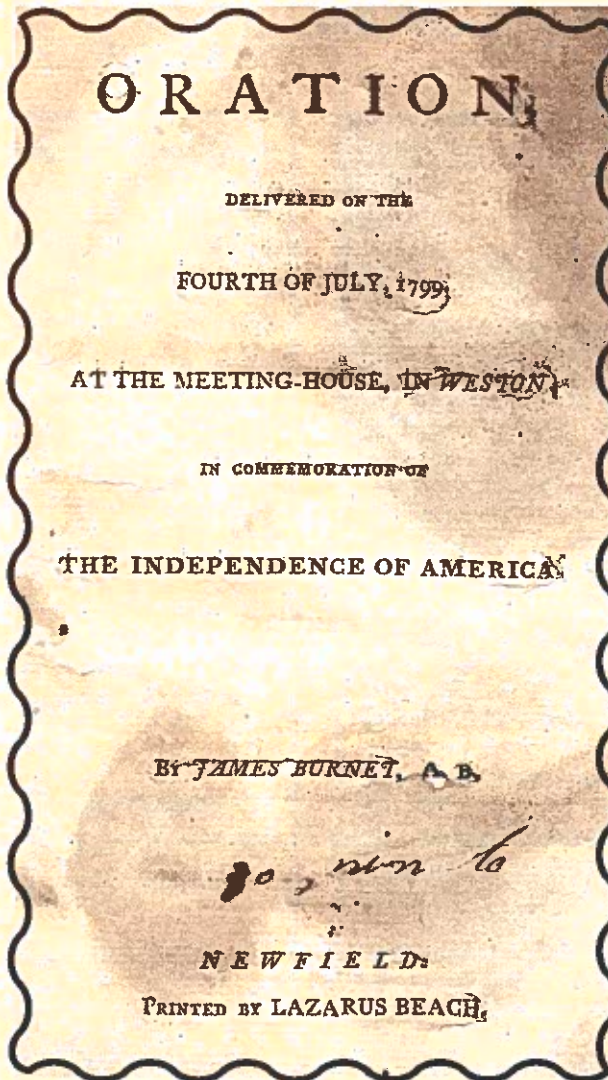 ORATION,
DELIVERED ON THE
FOURTH OF JULY, 1799,
AT THE MEETING-HOUSE, IN WESTON,
IN COMMEMORATION OF
THE INDEPENDENCE OF AMERICA.
BY JAMES BURNET, A. B.
NEWFIELD:
PRINTED BY LAZARUS BEACH.